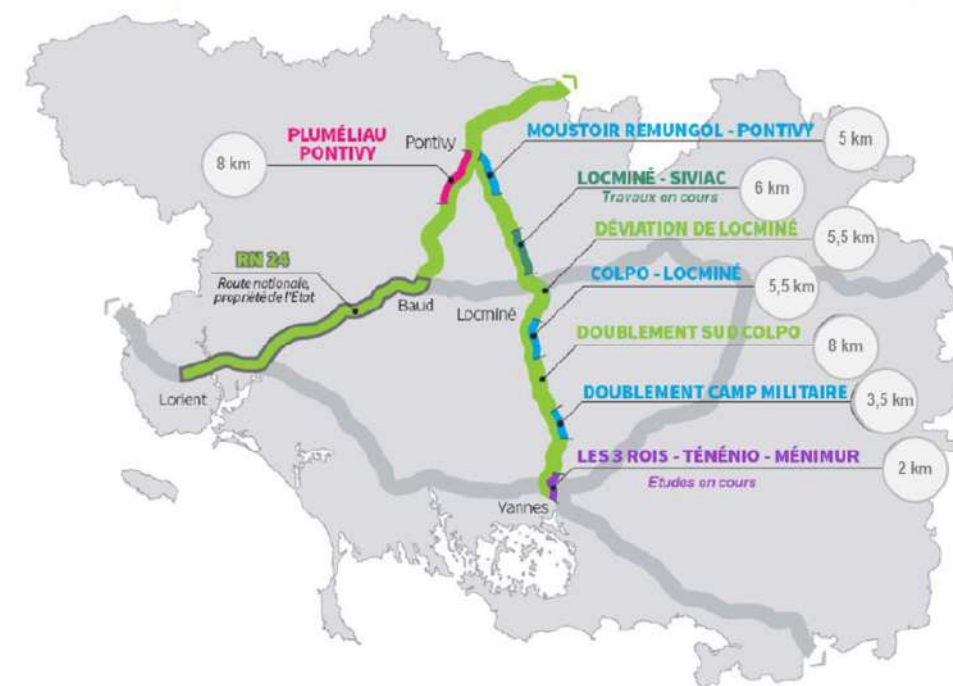 PLUMÉLIAU
PONTIVY
8 km
Pontivy
MOUSTOIR REMUNGOL - PONTIVY
5 km
LOCMINÉ - SIVIAC
Travaux en cours
6 km
DÉVIATION DE LOCMINÉ
5,5 km
RN 24
Route nationale,
propriété de l'Etat
Baud
COLPO - LOCMINÉ
5,5 km
Locminé
DOUBLEMENT SUD COLPO
8 km
Lorient
DOUBLEMENT CAMP MILITAIRE
3,5 km
LES 3 ROIS - TÉNÉNIO - MÉNIMUR
Etudes en cours
2 km
Vannes